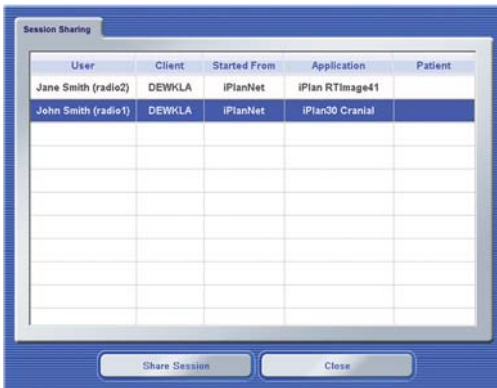 Session Sharing
User Client Started From Application Patient
Jane Smith (radio2) DEWKLA iPlanNet iPlan RTImage41
John Smith (radio1) DEWKLA iPlanNet iPlan30 Cranial
Share Session Close